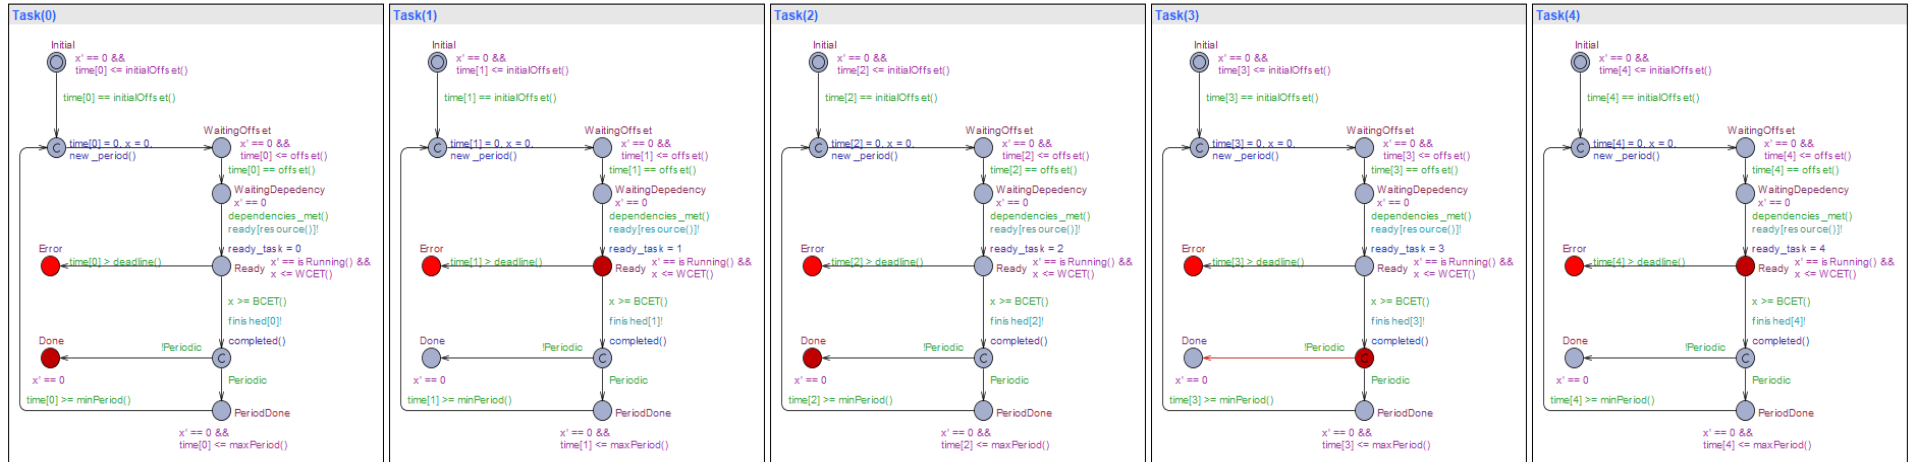 Task(0)
Initial
x' == 0 &&
time[0] <= initialOffset()
time[0] == initialOffset()
C
time[0] = 0, x = 0,
new_period()
WaitingOffset
x' == 0 &&
time[0] <= offset()
time[0] == offset()
WaitingDepedency
x' == 0
dependencies_met()
ready[resource()]!
ready_task = 0
Error
time[0] > deadline()
Ready
x' == isRunning() &&
x <= WCET()
x >= BCET()
finished[0]!
completed()
Done
!Periodic
C
x' == 0
Periodic
time[0] >= minPeriod()
PeriodDone
x' == 0 &&
time[0] <= maxPeriod()
Task(1)
Initial
x' == 0 &&
time[1] <= initialOffset()
time[1] == initialOffset()
C
time[1] = 0, x = 0,
new_period()
WaitingOffset
x' == 0 &&
time[1] <= offset()
time[1] == offset()
WaitingDepedency
x' == 0
dependencies_met()
ready[resource()]!
ready_task = 1
Error
time[1] > deadline()
Ready
x' == isRunning() &&
x <= WCET()
x >= BCET()
finished[1]!
completed()
Done
!Periodic
C
x' == 0
Periodic
time[1] >= minPeriod()
PeriodDone
x' == 0 &&
time[1] <= maxPeriod()
Task(2)
Initial
x' == 0 &&
time[2] <= initialOffset()
time[2] == initialOffset()
C
time[2] = 0, x = 0,
new_period()
WaitingOffset
x' == 0 &&
time[2] <= offset()
time[2] == offset()
WaitingDepedency
x' == 0
dependencies_met()
ready[resource()]!
ready_task = 2
Error
time[2] > deadline()
Ready
x' == isRunning() &&
x <= WCET()
x >= BCET()
finished[2]!
completed()
Done
!Periodic
C
x' == 0
Periodic
time[2] >= minPeriod()
PeriodDone
x' == 0 &&
time[2] <= maxPeriod()
Task(3)
Initial
x' == 0 &&
time[3] <= initialOffset()
time[3] == initialOffset()
C
time[3] = 0, x = 0,
new_period()
WaitingOffset
x' == 0 &&
time[3] <= offset()
time[3] == offset()
WaitingDepedency
x' == 0
dependencies_met()
ready[resource()]!
ready_task = 3
Error
time[3] > deadline()
Ready
x' == isRunning() &&
x <= WCET()
x >= BCET()
finished[3]!
completed()
Done
!Periodic
C
x' == 0
Periodic
time[3] >= minPeriod()
PeriodDone
x' == 0 &&
time[3] <= maxPeriod()
Task(4)
Initial
x' == 0 &&
time[4] <= initialOffset()
time[4] == initialOffset()
C
time[4] = 0, x = 0,
new_period()
WaitingOffset
x' == 0 &&
time[4] <= offset()
time[4] == offset()
WaitingDepedency
x' == 0
dependencies_met()
ready[resource()]!
ready_task = 4
Error
time[4] > deadline()
Ready
x' == isRunning() &&
x <= WCET()
x >= BCET()
finished[4]!
completed()
Done
!Periodic
C
x' == 0
Periodic
time[4] >= minPeriod()
PeriodDone
x' == 0 &&
time[4] <= maxPeriod()